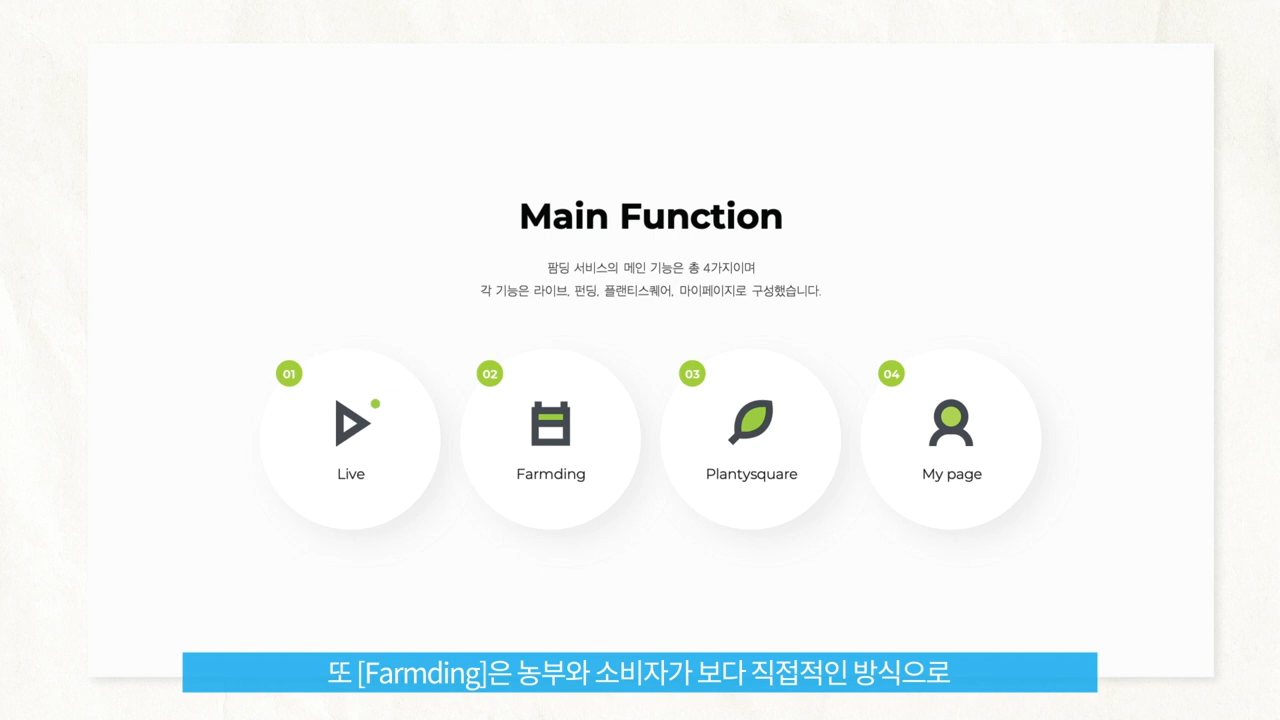 Main Function
팜딩 서비스의 메인 기능은 총 4가지이며
각 기능은 라이브, 펀딩, 플랜티스퀘어, 마이페이지로 구성했습니다.
01
02
03
04
Live
Farmding
Plantysquare
My page
또 [Farmding]은 농부와 소비자가 보다 직접적인 방식으로